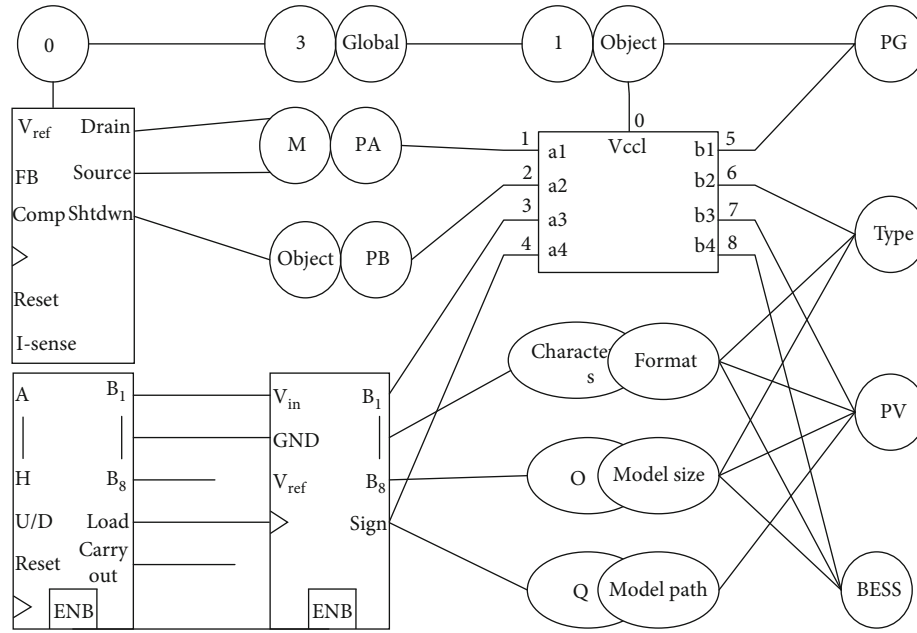 0
3
Global
1
Object
PG
0
Vref
Drain
FB
Source
Comp
Shtdwn
Reset
I-sense
M
PA
Object
PB
1
2
3
4
Vccl
a1
a2
a3
a4
b1
b2
b3
b4
5
6
7
8
Type
PV
BESS
Character
s
Format
O
Model size
Q
Model path
A
B1
H
B8
U/D
Load
Reset
Carry
out
ENB
Vin
B1
GND
Vref
B8
Sign
ENB